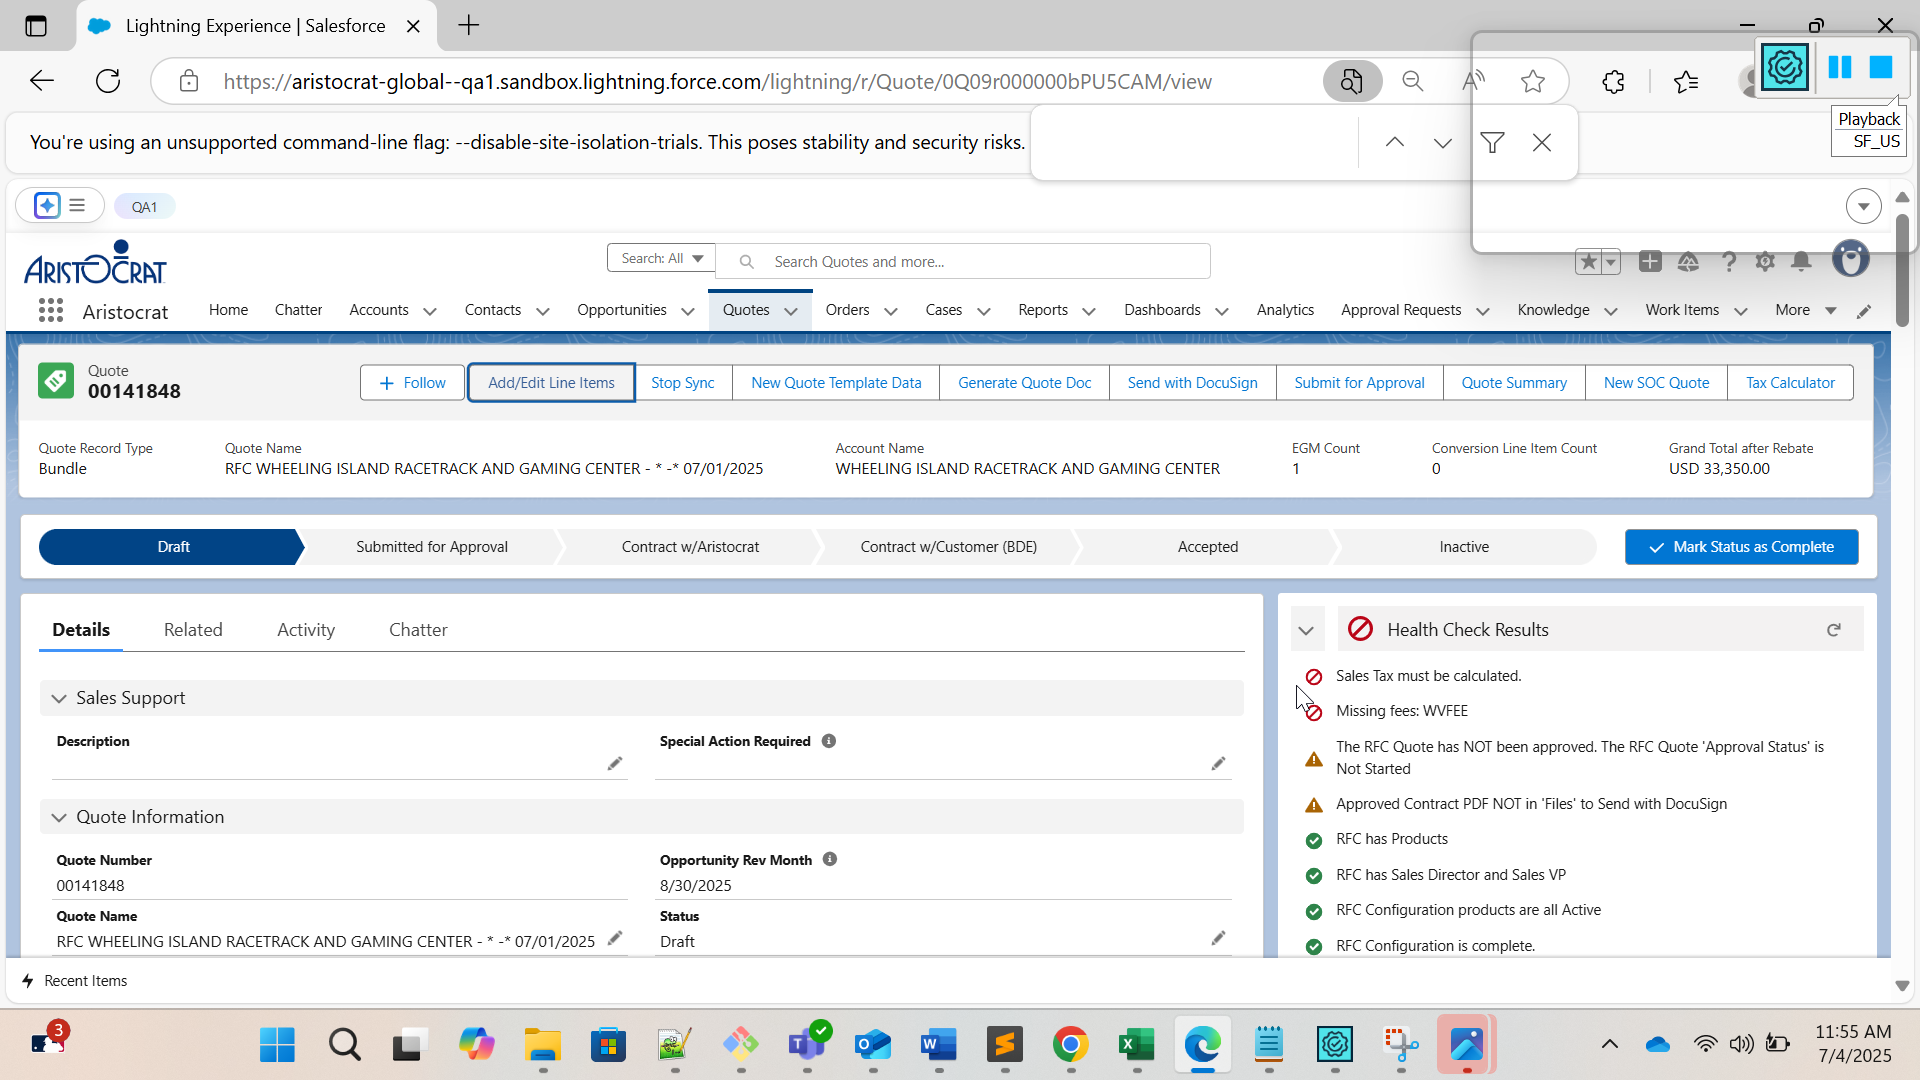 Lightning Experience | Salesforce
https://aristocrat-global--qa1.sandbox.lightning.force.com/lightning/r/Quote/0Q09r000000bPU5CAM/view
Playback
SF_US
You're using an unsupported command-line flag: --disable-site-isolation-trials. This poses stability and security risks.
QA1
ARISTOCRAT
Search: All
Search Quotes and more...
Aristocrat
Home
Chatter
Accounts
Contacts
Opportunities
Quotes
Orders
Cases
Reports
Dashboards
Analytics
Approval Requests
Knowledge
Work Items
More
Quote
00141848
Follow
Add/Edit Line Items
Stop Sync
New Quote Template Data
Generate Quote Doc
Send with DocuSign
Submit for Approval
Quote Summary
New SOC Quote
Tax Calculator
Quote Record Type
Bundle
Quote Name
RFC WHEELING ISLAND RACETRACK AND GAMING CENTER - * -* 07/01/2025
Account Name
WHEELING ISLAND RACETRACK AND GAMING CENTER
EGM Count
1
Conversion Line Item Count
0
Grand Total after Rebate
USD 33,350.00
Draft
Submitted for Approval
Contract w/Aristocrat
Contract w/Customer (BDE)
Accepted
Inactive
Mark Status as Complete
Details
Related
Activity
Chatter
Sales Support
Description
Special Action Required
Quote Information
Quote Number
00141848
Opportunity Rev Month
8/30/2025
Quote Name
RFC WHEELING ISLAND RACETRACK AND GAMING CENTER - * -* 07/01/2025
Status
Draft
Health Check Results
Sales Tax must be calculated.
Missing fees: WVFEE
The RFC Quote has NOT been approved. The RFC Quote 'Approval Status' is
Not Started
Approved Contract PDF NOT in 'Files' to Send with DocuSign
RFC has Products
RFC has Sales Director and Sales VP
RFC Configuration products are all Active
RFC Configuration is complete.
Recent Items
3
11:55 AM
7/4/2025